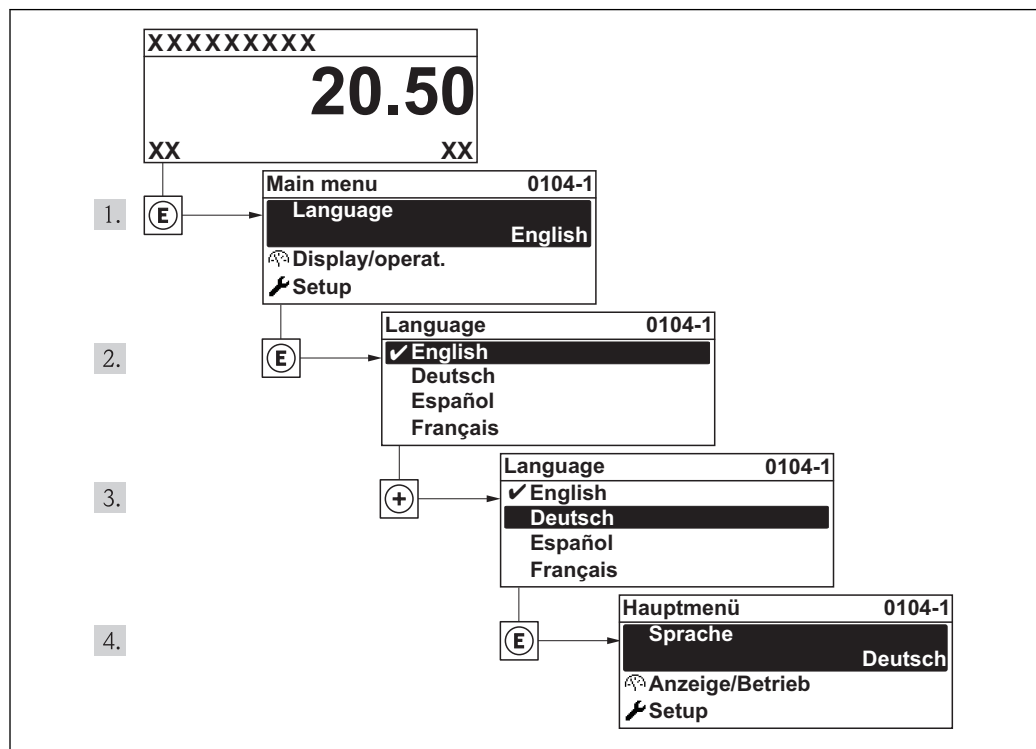 XXXXXXXXX
20.50
XX XX
1. E
Main menu 0104-1
Language
English
Display/operat.
Setup
2. E
Language 0104-1
✔ English
Deutsch
Español
Français
3. +
Language 0104-1
✔ English
Deutsch
Español
Français
4. E
Hauptmenü 0104-1
Sprache
Deutsch
Anzeige/Betrieb
Setup